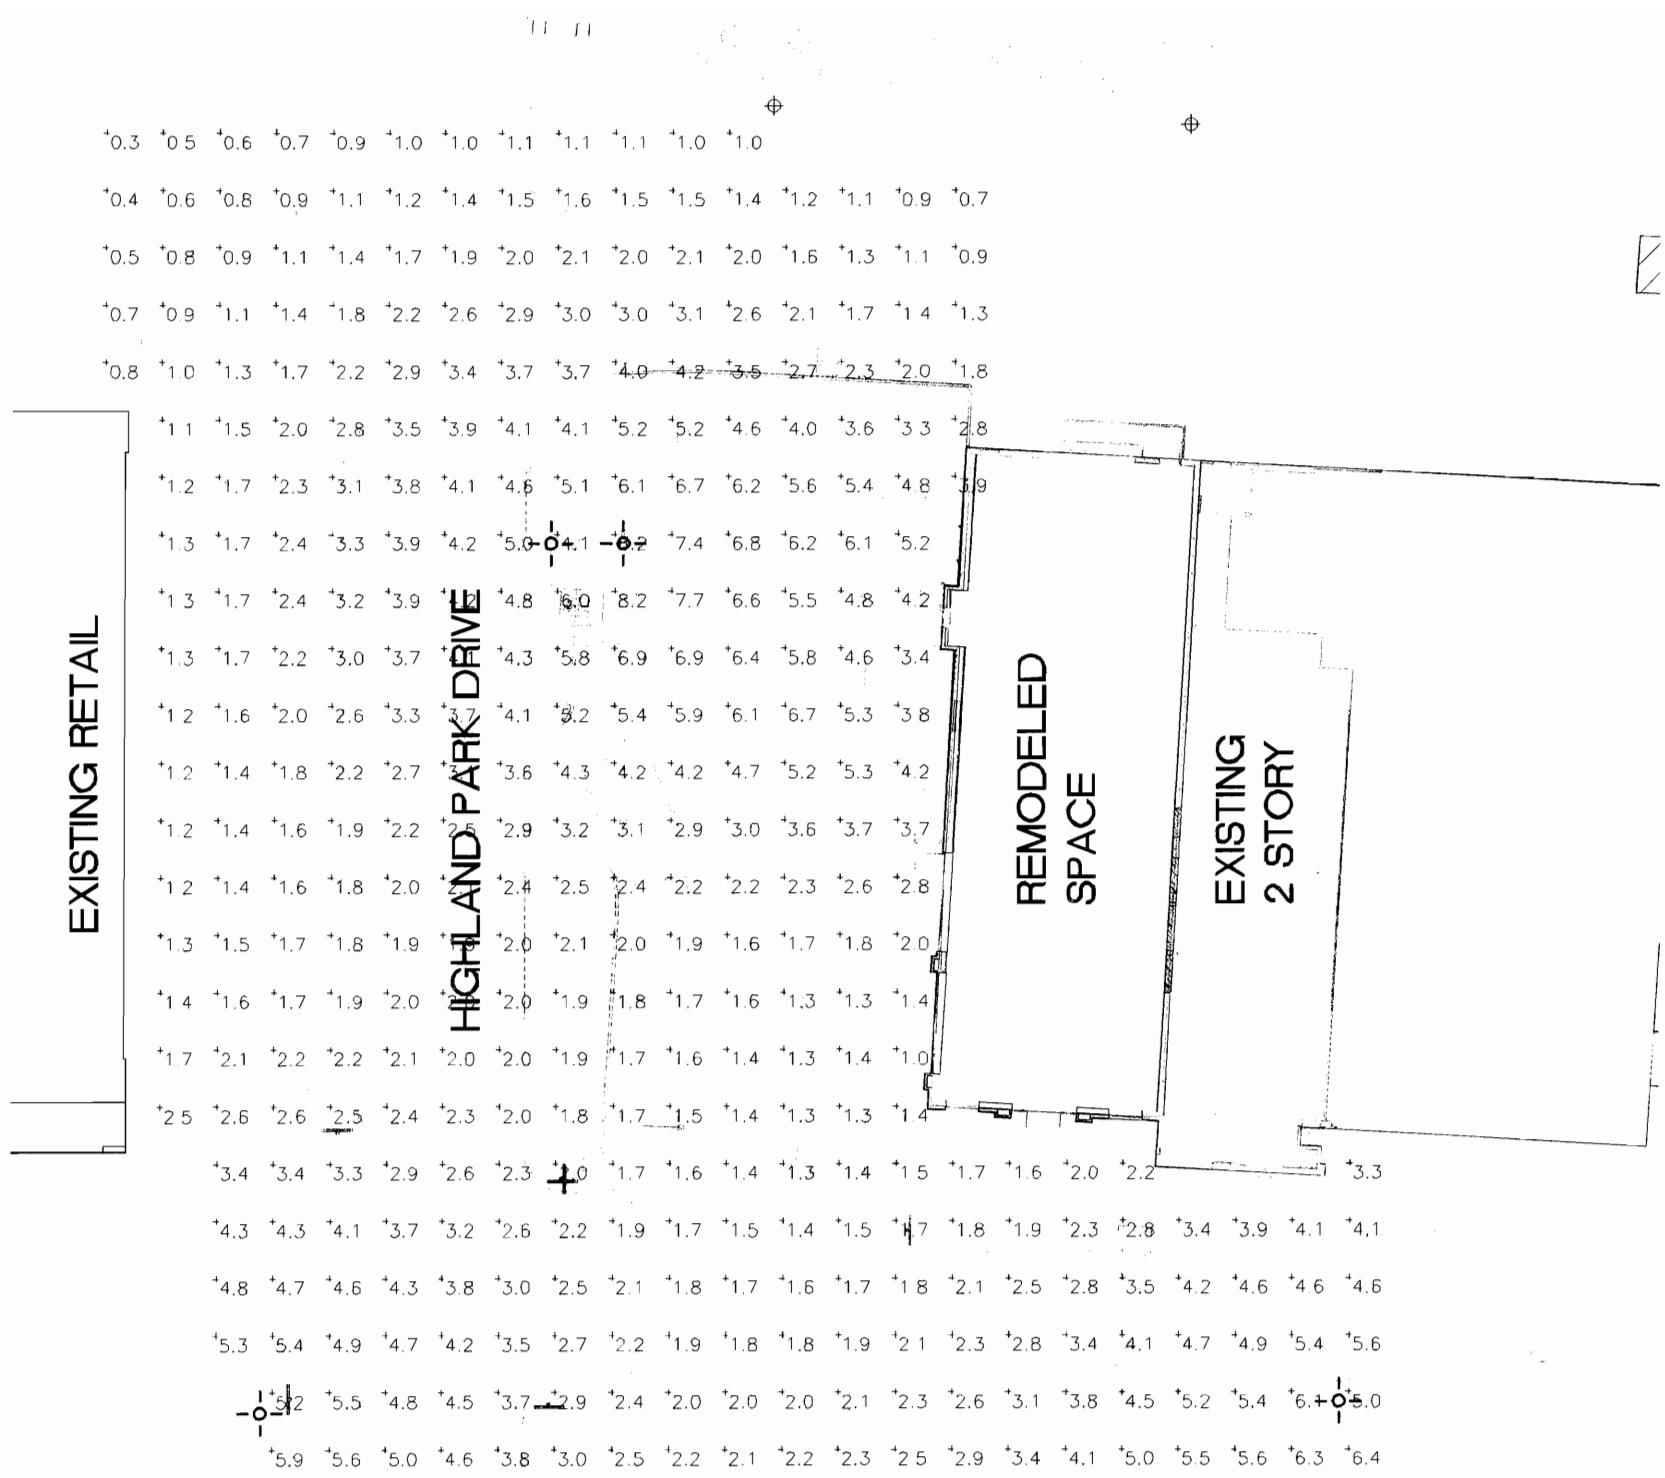 +0.3 +0.5 +0.6 +0.7 +0.9 +1.0 +1.0 +1.1 +1.1 +1.1 +1.0 +1.0
+0.4 +0.6 +0.8 +0.9 +1.1 +1.2 +1.4 +1.5 +1.6 +1.5 +1.5 +1.4 +1.2 +1.1 +0.9 +0.7
+0.5 +0.8 +0.9 +1.1 +1.4 +1.7 +1.9 +2.0 +2.1 +2.0 +2.1 +2.0 +1.6 +1.3 +1.1 +0.9
+0.7 +0.9 +1.1 +1.4 +1.8 +2.2 +2.6 +2.9 +3.0 +3.0 +3.1 +2.6 +2.1 +1.7 +1.4 +1.3
+0.8 +1.0 +1.3 +1.7 +2.2 +2.9 +3.4 +3.7 +3.7 +4.0 +4.2 +3.5 +2.7 +2.3 +2.0 +1.8
+1.1 +1.5 +2.0 +2.8 +3.5 +3.9 +4.1 +4.1 +5.2 +5.2 +4.6 +4.0 +3.6 +3.3 +2.8
+1.2 +1.7 +2.3 +3.1 +3.8 +4.1 +4.6 +5.1 +6.1 +6.7 +6.2 +5.6 +5.4 +4.8 +3.9
+1.3 +1.7 +2.4 +3.3 +3.9 +4.2 +5.0 +4.1 +7.4 +6.8 +6.2 +6.1 +5.2
+1.3 +1.7 +2.4 +3.2 +3.9 +4.2 +4.8 +6.0 +8.2 +7.7 +6.6 +5.5 +4.8 +4.2
+1.3 +1.7 +2.2 +3.0 +3.7 +4.1 +4.3 +5.8 +6.9 +6.9 +6.4 +5.8 +4.6 +3.4
+1.2 +1.6 +2.0 +2.6 +3.3 +3.7 +4.1 +5.2 +5.4 +5.9 +6.1 +6.7 +5.3 +3.8
+1.2 +1.4 +1.8 +2.2 +2.7 +3.6 +4.3 +4.2 +4.2 +4.7 +5.2 +5.3 +4.2
+1.2 +1.4 +1.6 +1.9 +2.2 +2.5 +2.9 +3.2 +3.1 +2.9 +3.0 +3.6 +3.7 +3.7
+1.2 +1.4 +1.6 +1.8 +2.0 +2.4 +2.5 +2.4 +2.2 +2.2 +2.3 +2.6 +2.8
+1.3 +1.5 +1.7 +1.8 +1.9 +2.0 +2.1 +2.0 +1.9 +1.6 +1.7 +1.8 +2.0
+1.4 +1.6 +1.7 +1.9 +2.0 +2.0 +1.9 +1.8 +1.7 +1.6 +1.3 +1.3 +1.4
+1.7 +2.1 +2.2 +2.2 +2.1 +2.0 +2.0 +1.9 +1.7 +1.6 +1.4 +1.3 +1.4 +1.0
+2.5 +2.6 +2.6 +2.5 +2.4 +2.3 +2.0 +1.8 +1.7 +1.5 +1.4 +1.3 +1.3 +1.4
+3.4 +3.4 +3.3 +2.9 +2.6 +2.3 +2.0 +1.7 +1.6 +1.4 +1.3 +1.4 +1.5 +1.7 +1.6 +2.0 +2.2 +3.3
+4.3 +4.3 +4.1 +3.7 +3.2 +2.6 +2.2 +1.9 +1.7 +1.5 +1.4 +1.5 +1.7 +1.8 +1.9 +2.3 +2.8 +3.4 +3.9 +4.1 +4.1
+4.8 +4.7 +4.6 +4.3 +3.8 +3.0 +2.5 +2.1 +1.8 +1.7 +1.6 +1.7 +1.8 +2.1 +2.5 +2.8 +3.5 +4.2 +4.6 +4.6 +4.6
+5.3 +5.4 +4.9 +4.7 +4.2 +3.5 +2.7 +2.2 +1.9 +1.8 +1.8 +1.9 +2.1 +2.3 +2.8 +3.4 +4.1 +4.7 +4.9 +5.4 +5.6
+5.2 +5.5 +4.8 +4.5 +3.7 +2.9 +2.4 +2.0 +2.0 +2.0 +2.1 +2.3 +2.6 +3.1 +3.8 +4.5 +5.2 +5.4 +6.1 +5.0
+5.9 +5.6 +5.0 +4.6 +3.8 +3.0 +2.5 +2.2 +2.1 +2.2 +2.3 +2.5 +2.9 +3.4 +4.1 +5.0 +5.5 +5.6 +6.3 +6.4
EXISTING RETAIL
HIGHLAND PARK DRIVE
REMODELED
SPACE
EXISTING
2 STORY